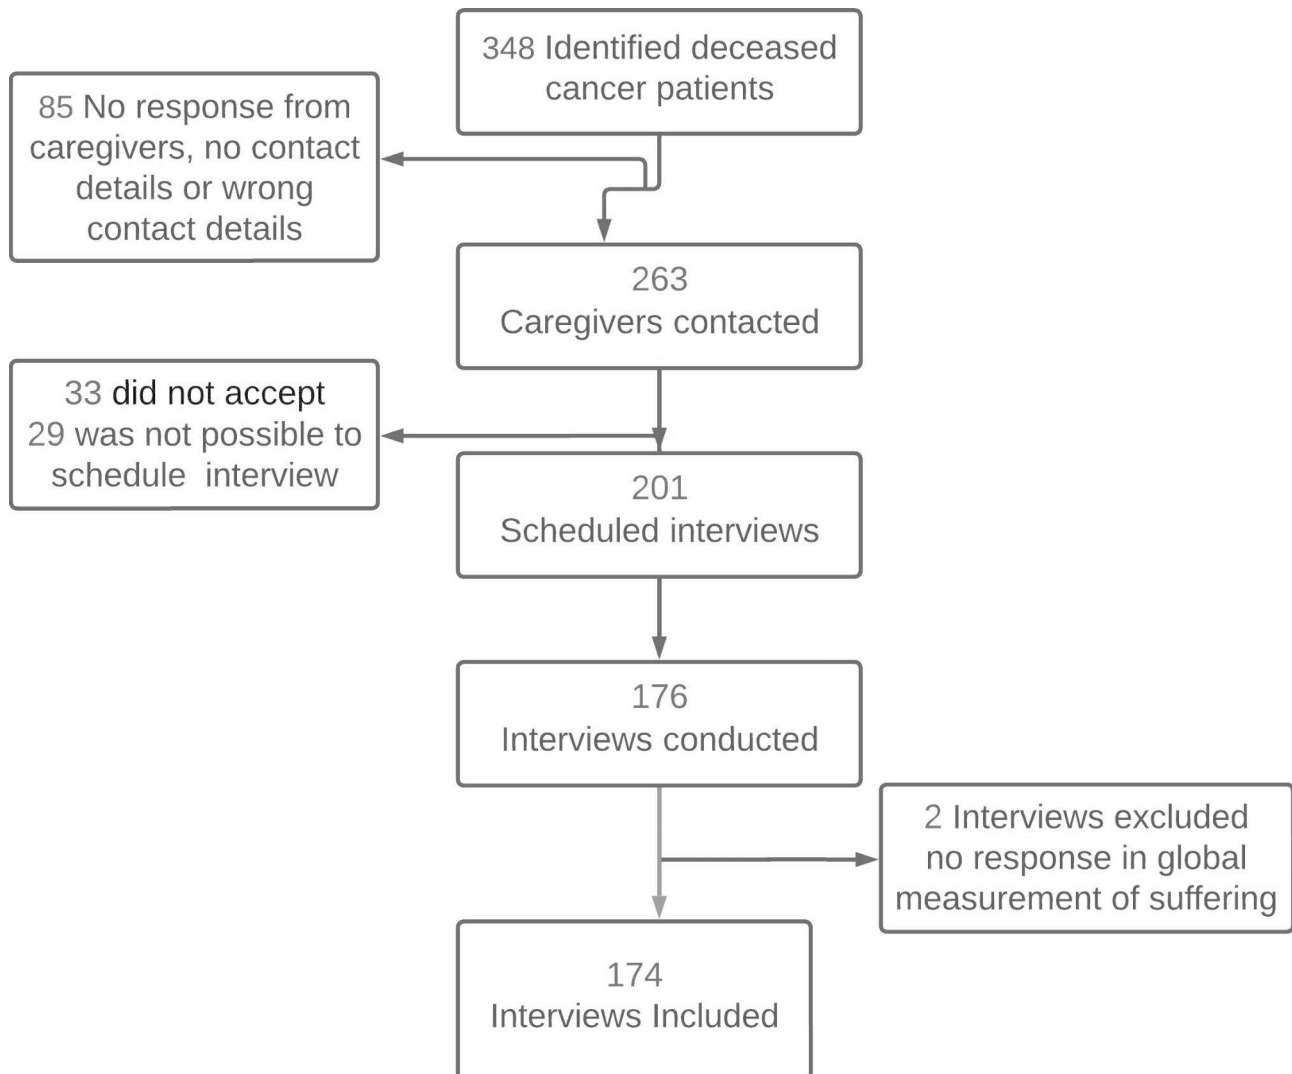 348 Identified deceased
cancer patients
85 No response from
caregivers, no contact
details or wrong
contact details
263
Caregivers contacted
33 did not accept
29 was not possible to
schedule interview
201
Scheduled interviews
176
Interviews conducted
2 Interviews excluded
no response in global
measurement of suffering
174
Interviews Included